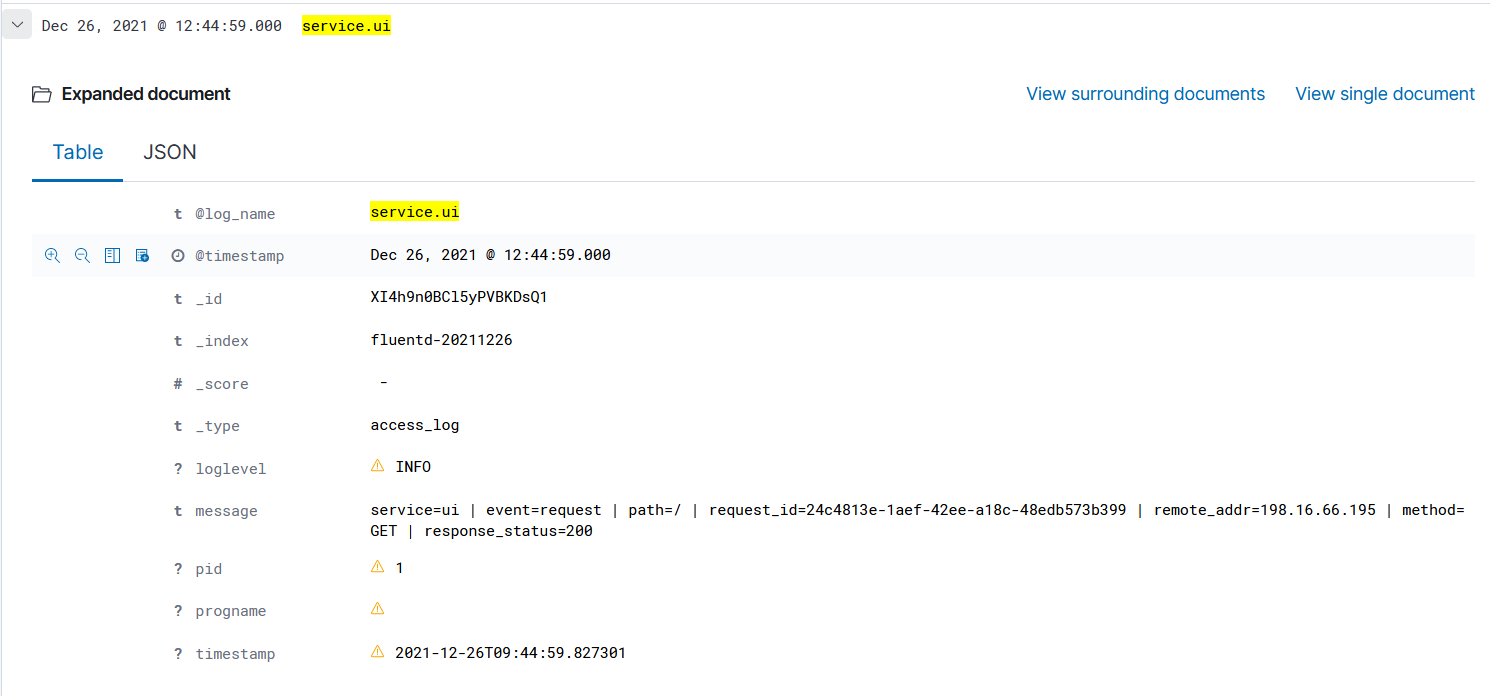 Dec 26, 2021 @ 12:44:59.000 service.ui
Expanded document View surrounding documents View single document
Table JSON
t @log_name service.ui
@timestamp Dec 26, 2021 @ 12:44:59.000
t _id XI4h9n0BCl5yPVBKDsQ1
t _index fluentd-20211226
# _score -
t _type access_log
? loglevel INFO
t message service=ui | event=request | path=/ | request_id=24c4813e-1aef-42ee-a18c-48edb573b399 | remote_addr=198.16.66.195 | method=
GET | response_status=200
? pid 1
? progname
? timestamp 2021-12-26T09:44:59.827301